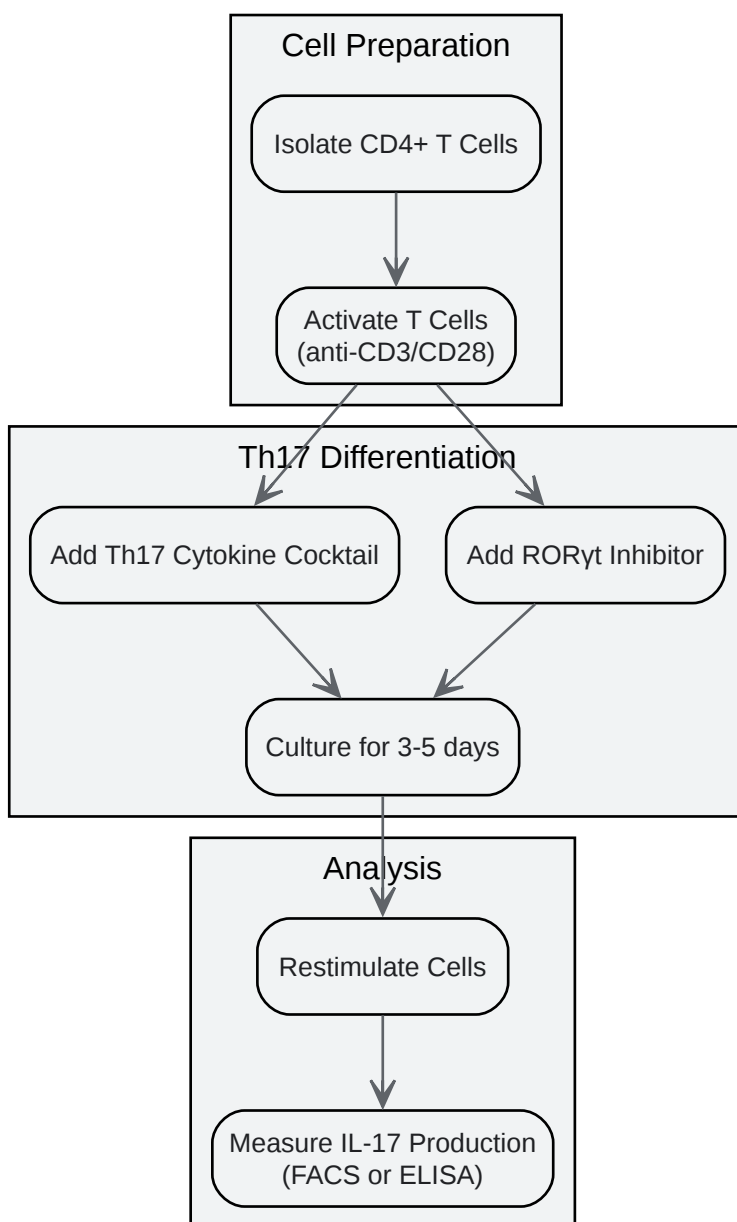 Cell Preparation
Isolate CD4+ T Cells
Activate T Cells
(anti-CD3/CD28)
Th17 Differentiation
Add Th17 Cytokine Cocktail
Add RORγt Inhibitor
Culture for 3-5 days
Analysis
Restimulate Cells
Measure IL-17 Production
(FACS or ELISA)